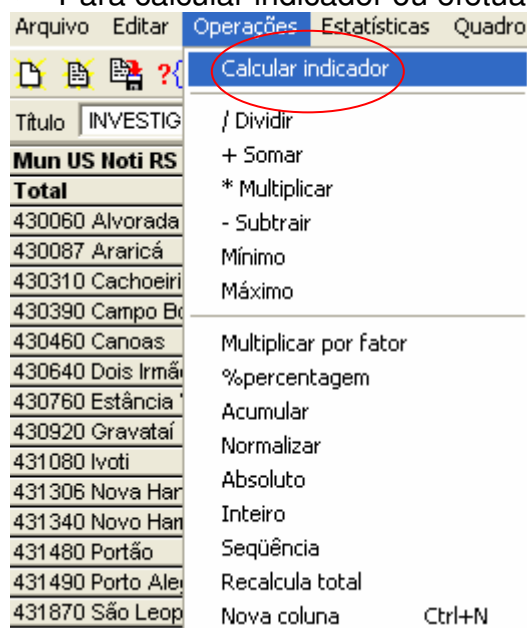 Para calcular indicador ou efetua
Arquivo Editar Operações Estatísticas Quadro
?{
Calcular indicador
Título INVESTIG
/ Dividir
+ Somar
* Multiplicar
- Subtrair
Mínimo
Máximo
Multiplicar por fator
%percentagem
Acumular
Normalizar
Absoluto
Inteiro
Seqüência
Recalcula total
Nova coluna Ctrl+N
Mun US Noti RS
Total
430060 Alvorada
430087 Araricá
430310 Cachoeiri
430390 Campo Bo
430460 Canoas
430640 Dois Irmã
430760 Estância
430920 Gravataí
431080 Ivoti
431306 Nova Har
431340 Novo Ham
431480 Portão
431490 Porto Aleg
431870 São Leop